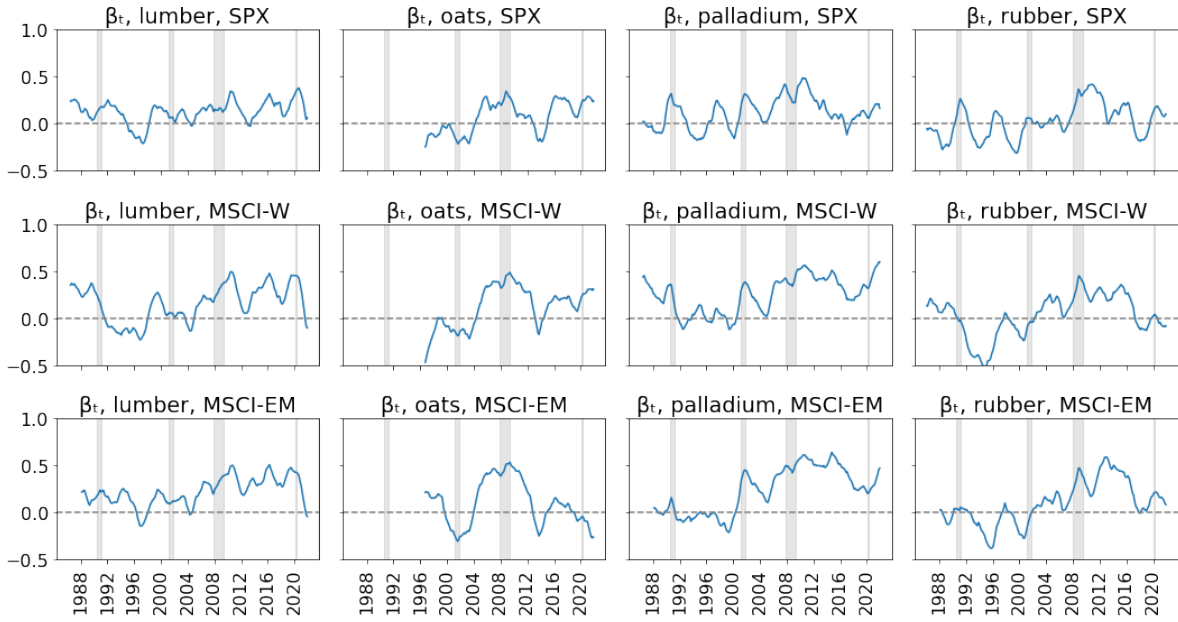 βₜ, lumber, SPX
βₜ, oats, SPX
βₜ, palladium, SPX
βₜ, rubber, SPX
1.0
0.5
0.0
−0.5
βₜ, lumber, MSCI-W
βₜ, oats, MSCI-W
βₜ, palladium, MSCI-W
βₜ, rubber, MSCI-W
1.0
0.5
0.0
−0.5
βₜ, lumber, MSCI-EM
βₜ, oats, MSCI-EM
βₜ, palladium, MSCI-EM
βₜ, rubber, MSCI-EM
1.0
0.5
0.0
−0.5
1988 1992 1996 2000 2004 2008 2012 2016 2020
1988 1992 1996 2000 2004 2008 2012 2016 2020
1988 1992 1996 2000 2004 2008 2012 2016 2020
1988 1992 1996 2000 2004 2008 2012 2016 2020